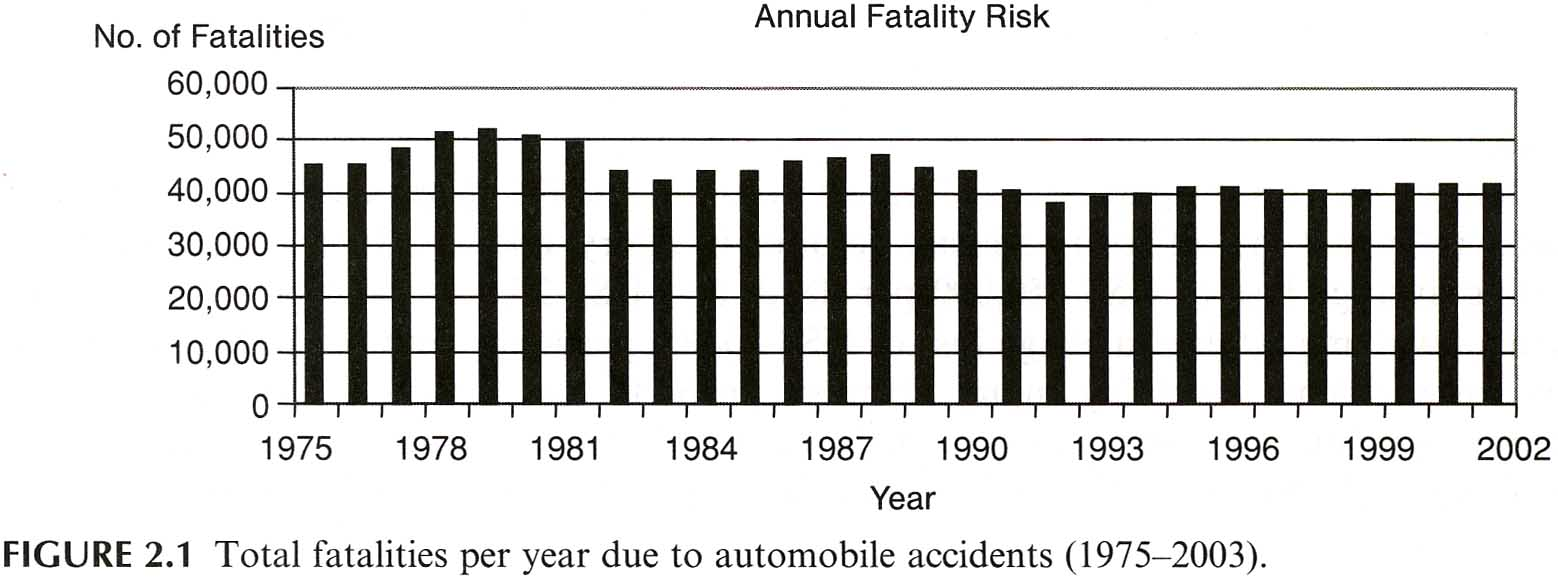 Annual Fatality Risk
No. of Fatalities
60,000
50,000
40,000
30,000
20,000
10,000
0
1975 1978 1981 1984 1987 1990 1993 1996 1999 2002
Year
FIGURE 2.1 Total fatalities per year due to automobile accidents (1975–2003).